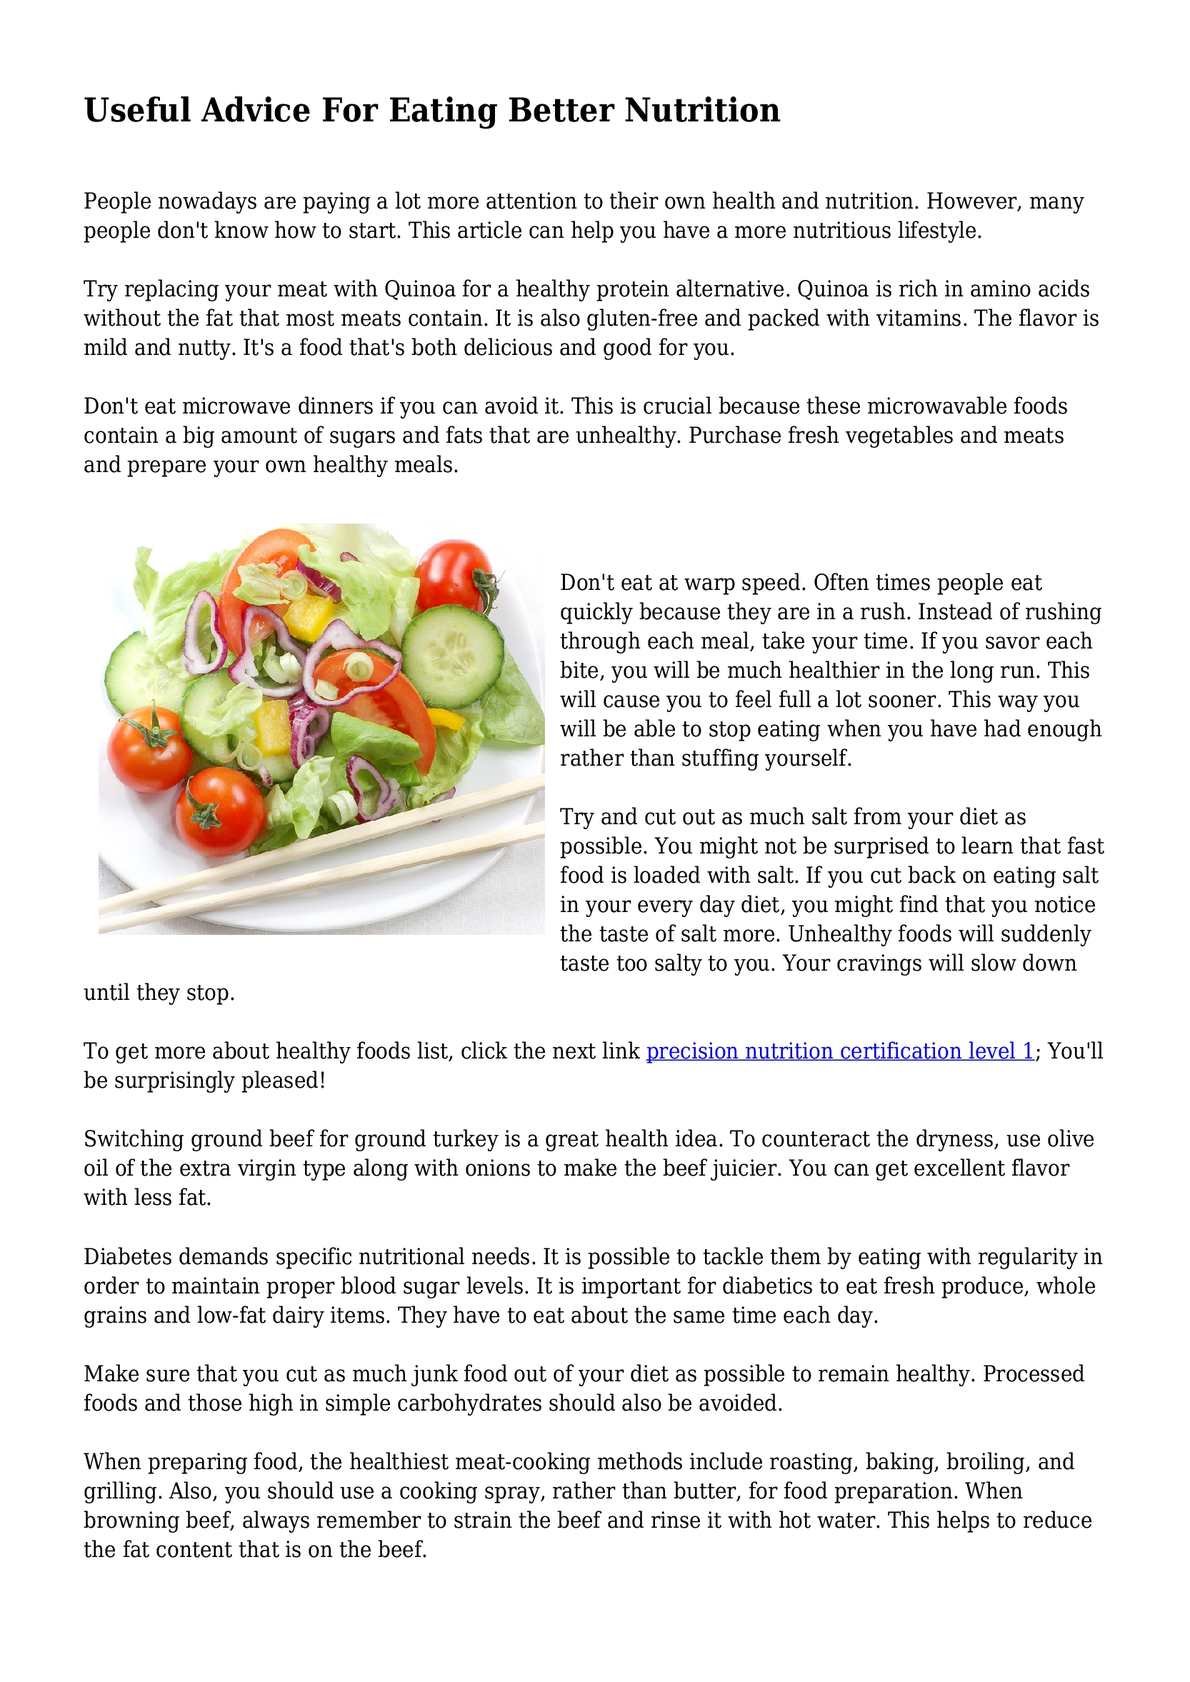 Useful Advice For Eating Better Nutrition
People nowadays are paying a lot more attention to their own health and nutrition. However, many
people don't know how to start. This article can help you have a more nutritious lifestyle.
Try replacing your meat with Quinoa for a healthy protein alternative. Quinoa is rich in amino acids
without the fat that most meats contain. It is also gluten-free and packed with vitamins. The flavor is
mild and nutty. It's a food that's both delicious and good for you.
Don't eat microwave dinners if you can avoid it. This is crucial because these microwavable foods
contain a big amount of sugars and fats that are unhealthy. Purchase fresh vegetables and meats
and prepare your own healthy meals.
Don't eat at warp speed. Often times people eat
quickly because they are in a rush. Instead of rushing
through each meal, take your time. If you savor each
bite, you will be much healthier in the long run. This
will cause you to feel full a lot sooner. This way you
will be able to stop eating when you have had enough
rather than stuffing yourself.
Try and cut out as much salt from your diet as
possible. You might not be surprised to learn that fast
food is loaded with salt. If you cut back on eating salt
in your every day diet, you might find that you notice
the taste of salt more. Unhealthy foods will suddenly
taste too salty to you. Your cravings will slow down
until they stop.
To get more about healthy foods list, click the next link precision nutrition certification level 1; You'll
be surprisingly pleased!
Switching ground beef for ground turkey is a great health idea. To counteract the dryness, use olive
oil of the extra virgin type along with onions to make the beef juicier. You can get excellent flavor
with less fat.
Diabetes demands specific nutritional needs. It is possible to tackle them by eating with regularity in
order to maintain proper blood sugar levels. It is important for diabetics to eat fresh produce, whole
grains and low-fat dairy items. They have to eat about the same time each day.
Make sure that you cut as much junk food out of your diet as possible to remain healthy. Processed
foods and those high in simple carbohydrates should also be avoided.
When preparing food, the healthiest meat-cooking methods include roasting, baking, broiling, and
grilling. Also, you should use a cooking spray, rather than butter, for food preparation. When
browning beef, always remember to strain the beef and rinse it with hot water. This helps to reduce
the fat content that is on the beef.